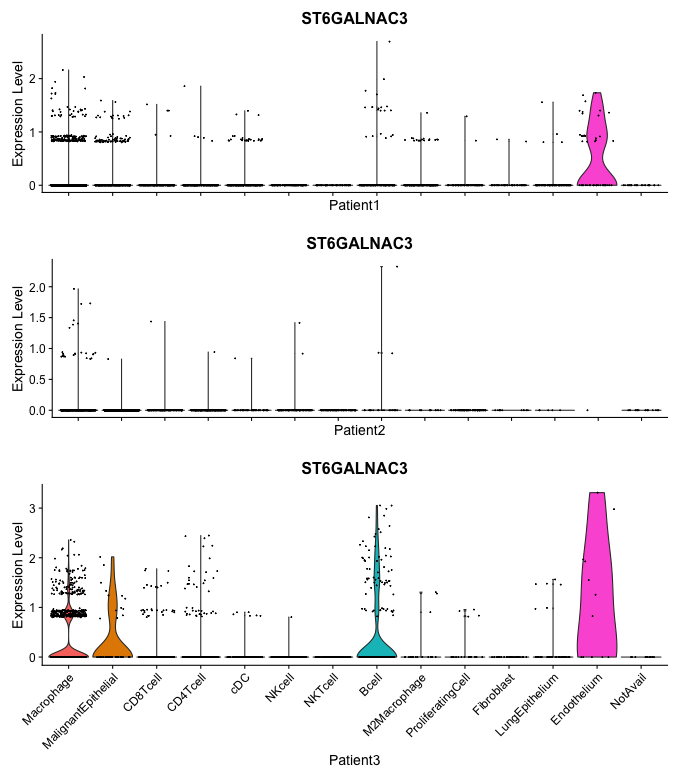 ST6GALNAC3
Expression Level
2
1
0
Patient1
ST6GALNAC3
Expression Level
2.0
1.5
1.0
0.5
0.0
Patient2
ST6GALNAC3
Expression Level
3
2
1
0
Macrophage
MalignantEpithelial
CD8Tcell
CD4Tcell
cDC
NKcell
NKTcell
Bcell
M2Macrophage
ProliferatingCell
Fibroblast
LungEpithelium
Endothelium
NotAvail
Patient3